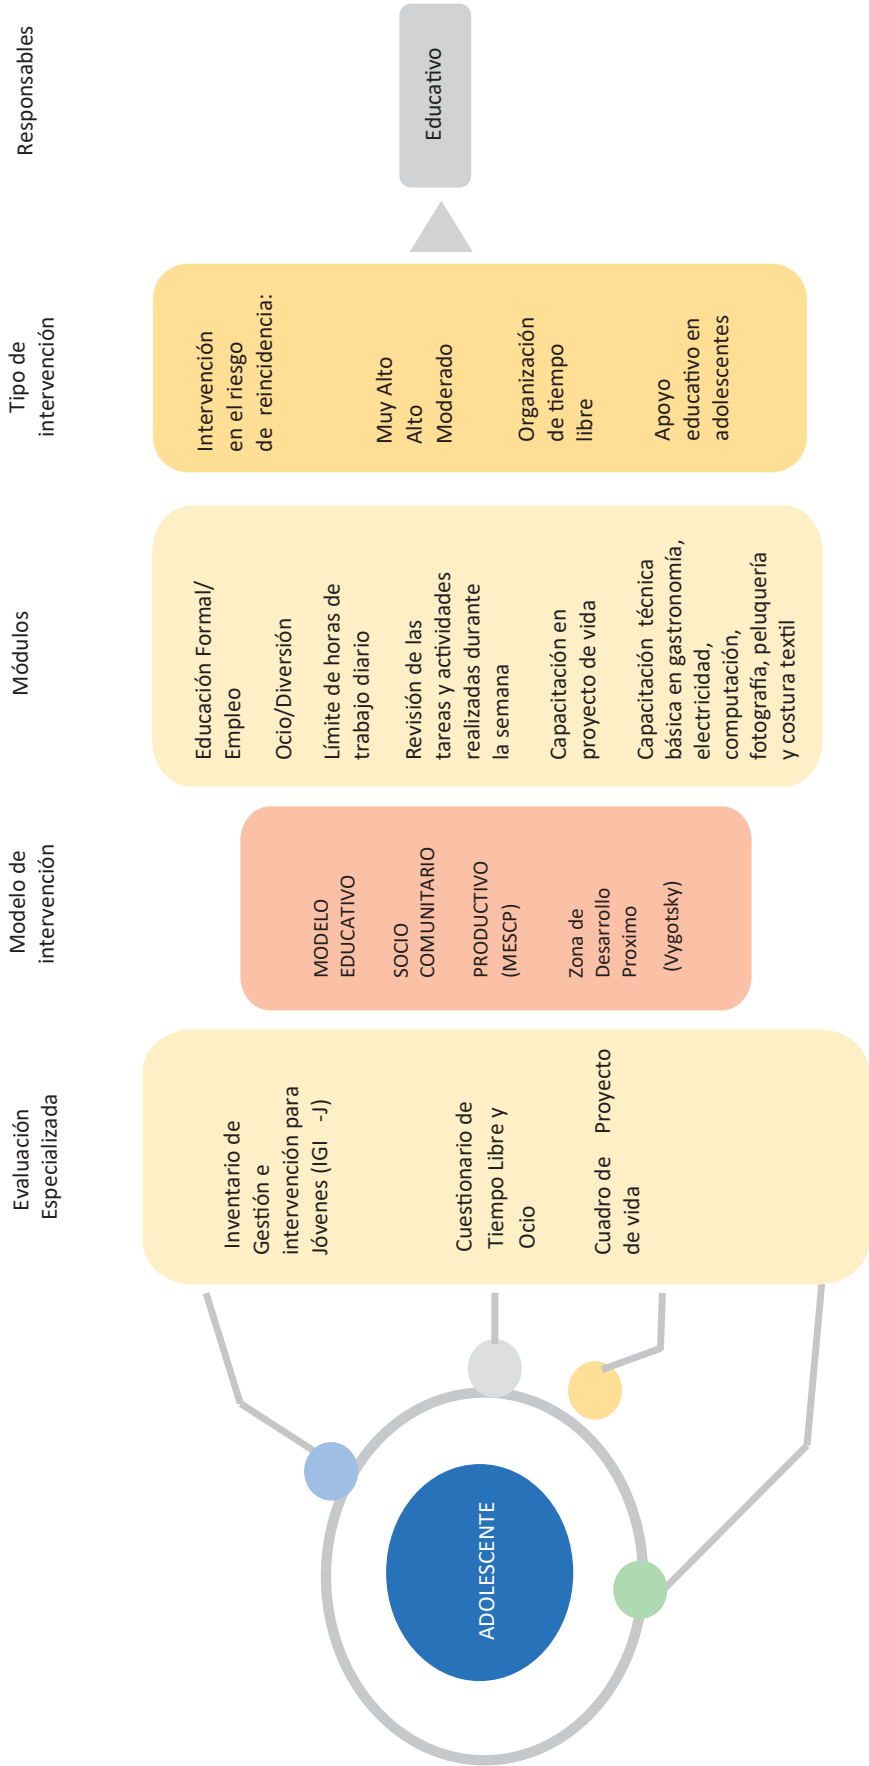 ADOLESCENTE
Evaluación
Especializada
Inventario de
Gestión e
intervención para
Jóvenes (IGI -J)
Cuestionario de
Tiempo Libre y
Ocio
Cuadro de Proyecto
de vida
Modelo de
intervención
MODELO
EDUCATIVO
SOCIO
COMUNITARIO
PRODUCTIVO
(MESCP)
Zona de
Desarrollo
Proximo
(Vygotsky)
Módulos
Educación Formal/
Empleo
Ocio/Diversión
Límite de horas de
trabajo diario
Revisión de las
tareas y actividades
realizadas durante
la semana
Capacitación en
proyecto de vida
Capacitación técnica
básica en gastronomía,
electricidad,
computación,
fotografía, peluquería
y costura textil
Tipo de
intervención
Intervención
en el riesgo
de reincidencia:
Muy Alto
Alto
Moderado
Organización
de tiempo
libre
Apoyo
educativo en
adolescentes
Responsables
Educativo